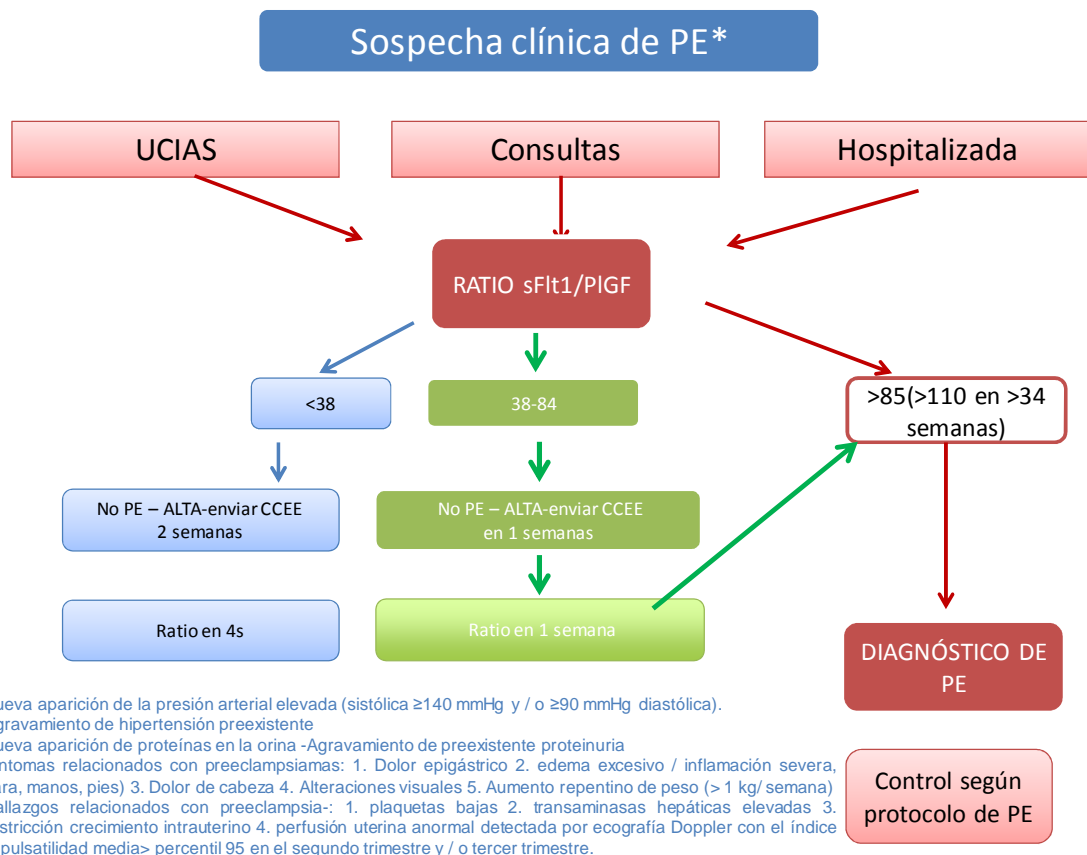 Sospecha clínica de PE*
UCIAS
Consultas
Hospitalizada
RATIO sFlt1/PlGF
<38
38-84
>85(>110 en >34
semanas)
No PE – ALTA-enviar CCEE
2 semanas
No PE – ALTA-enviar CCEE
en 1 semanas
Ratio en 4s
Ratio en 1 semana
DIAGNÓSTICO DE
PE
ueva aparición de la presión arterial elevada (sistólica ≥140 mmHg y / o ≥90 mmHg diastólica).
gravamiento de hipertensión preexistente
ueva aparición de proteínas en la orina -Agravamiento de preexistente proteinuria
ntomas relacionados con preeclampsiamas: 1. Dolor epigástrico 2. edema excesivo / inflamación severa,
ara, manos, pies) 3. Dolor de cabeza 4. Alteraciones visuales 5. Aumento repentino de peso (> 1 kg/ semana)
allazgos relacionados con preeclampsia-: 1. plaquetas bajas 2. transaminasas hepáticas elevadas 3.
stricción crecimiento intrauterino 4. perfusión uterina anormal detectada por ecografía Doppler con el índice
pulsatilidad media> percentil 95 en el segundo trimestre y / o tercer trimestre.
Control según
protocolo de PE